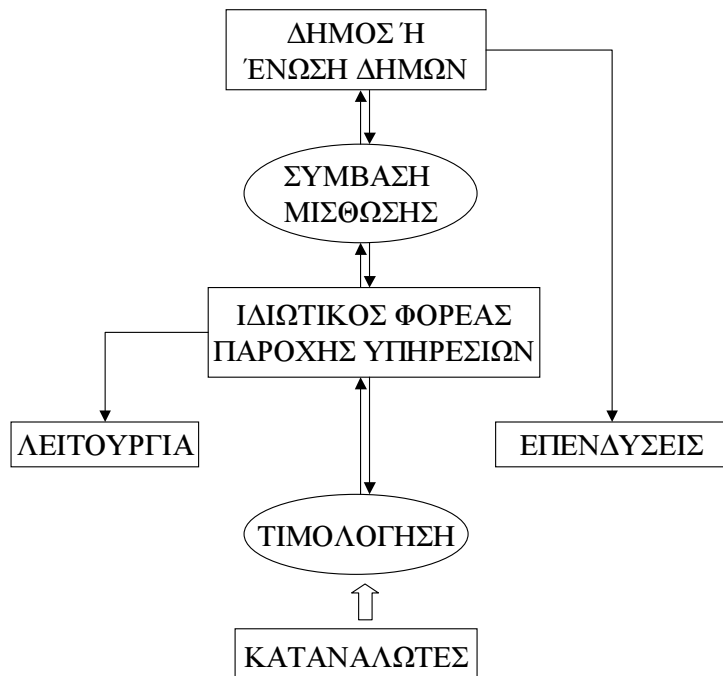 ΔΗΜΟΣ Ή
ΈΝΩΣΗ ΔΗΜΩΝ
ΣΥΜΒΑΣΗ
ΜΙΣΘΩΣΗΣ
ΙΔΙΩΤΙΚΟΣ ΦΟΡΕΑΣ
ΠΑΡΟΧΗΣ ΥΠΗΡΕΣΙΩΝ
ΛΕΙΤΟΥΡΓΙΑ
ΕΠΕΝΔΥΣΕΙΣ
ΤΙΜΟΛΟΓΗΣΗ
ΚΑΤΑΝΑΛΩΤΕΣ